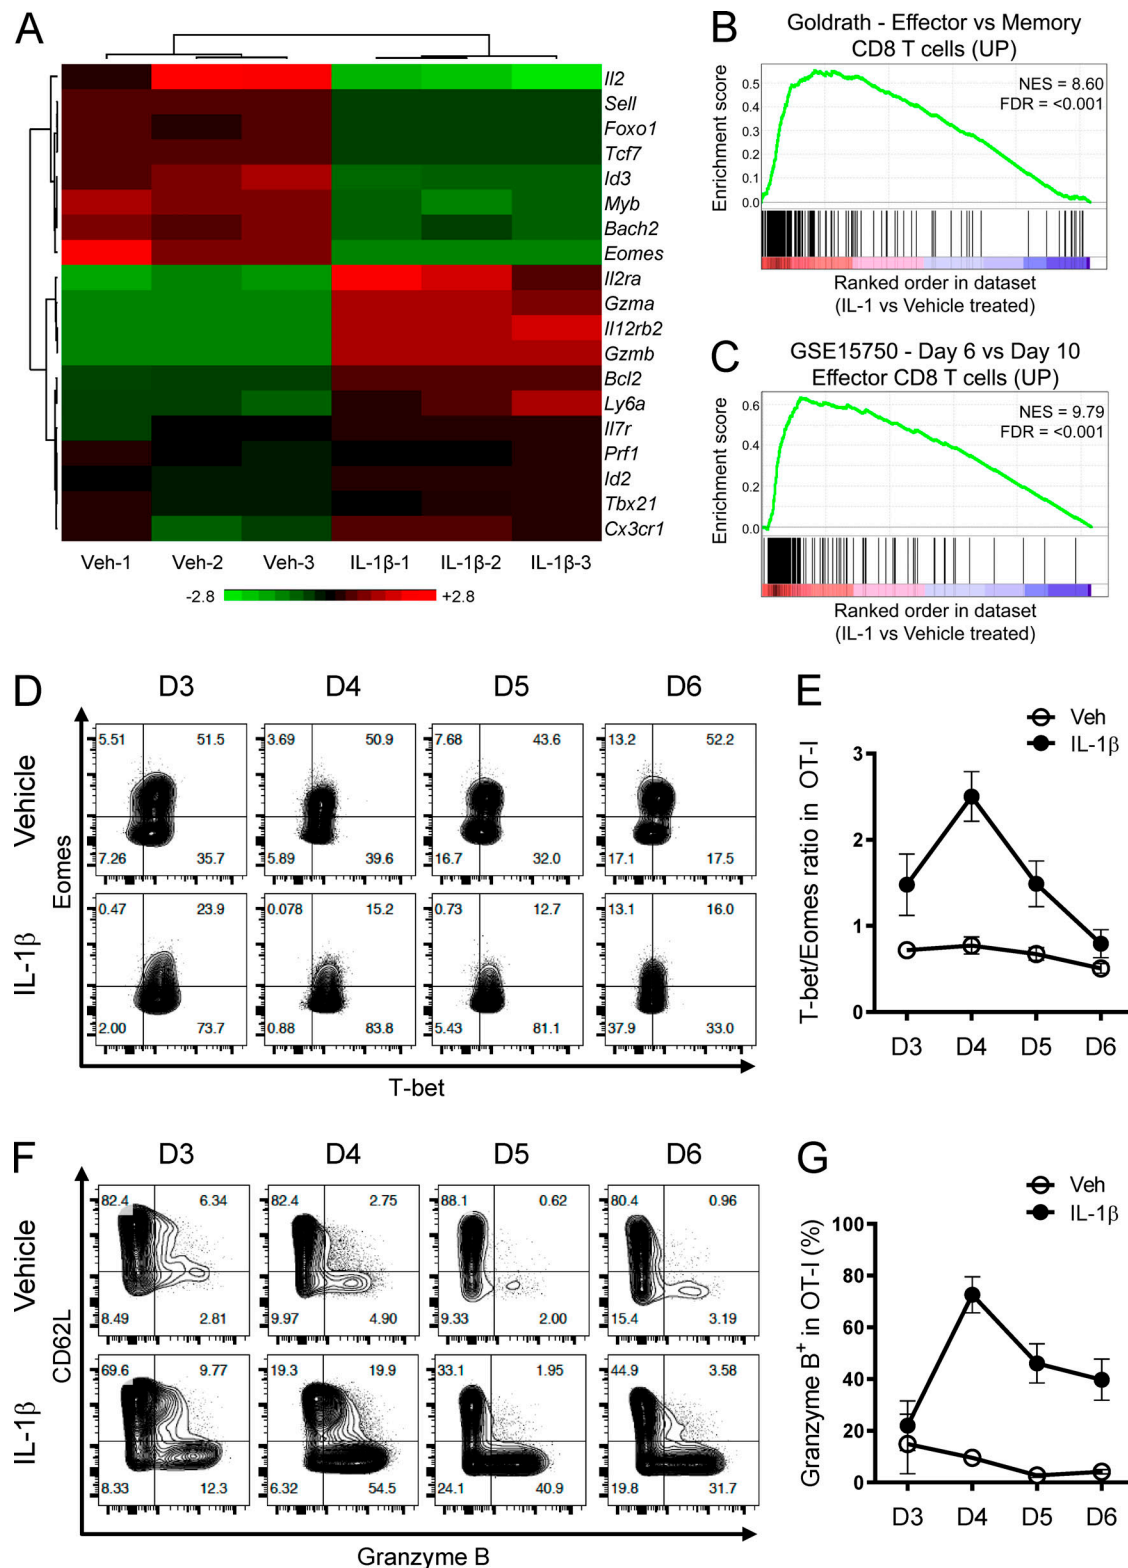 A
Il2
Sell
Foxo1
Tcf7
Id3
Myb
Bach2
Eomes
Il2ra
Gzma
Il12rb2
Gzmb
Bcl2
Ly6a
Il7r
Prf1
Id2
Tbx21
Cx3cr1
Veh-1 Veh-2 Veh-3 IL-1β-1 IL-1β-2 IL-1β-3
-2.8 +2.8
B
Goldrath - Effector vs Memory
CD8 T cells (UP)
NES = 8.60
FDR = <0.001
Enrichment score
0.5
0.4
0.3
0.2
0.1
0.0
Ranked order in dataset
(IL-1 vs Vehicle treated)
C
GSE15750 - Day 6 vs Day 10
Effector CD8 T cells (UP)
NES = 9.79
FDR = <0.001
Enrichment score
0.6
0.4
0.2
0.0
Ranked order in dataset
(IL-1 vs Vehicle treated)
D
D3 D4 D5 D6
Vehicle
5.51 51.5 3.69 50.9 7.68 43.6 13.2 52.2
7.26 35.7 5.89 39.6 16.7 32.0 17.1 17.5
Eomes
IL-1β
0.47 23.9 0.078 15.2 0.73 12.7 13.1 16.0
2.00 73.7 0.88 83.8 5.43 81.1 37.9 33.0
T-bet
E
Veh
IL-1β
T-bet/Eomes ratio in OT-I
3
2
1
0
D3 D4 D5 D6
F
D3 D4 D5 D6
Vehicle
82.4 6.34 82.4 2.75 88.1 0.62 80.4 0.96
8.49 2.81 9.97 4.90 9.33 2.00 15.4 3.19
CD62L
IL-1β
69.6 9.77 19.3 19.9 33.1 1.95 44.9 3.58
8.33 12.3 6.32 54.5 24.1 40.9 19.8 31.7
Granzyme B
G
Veh
IL-1β
Granzyme B+ in OT-I (%)
100
80
60
40
20
0
D3 D4 D5 D6